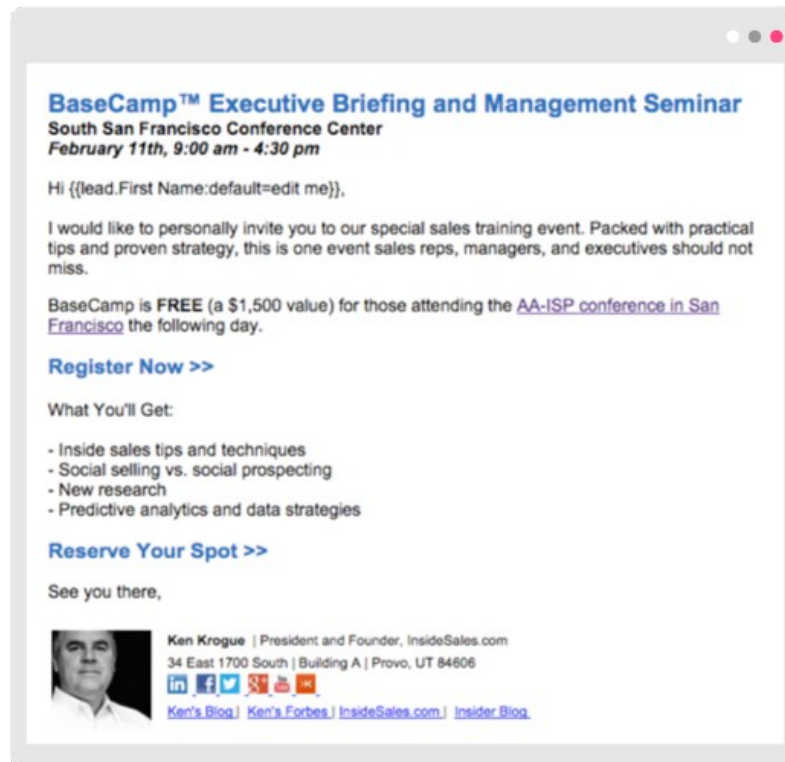 BaseCamp™ Executive Briefing and Management Seminar
South San Francisco Conference Center
February 11th, 9:00 am - 4:30 pm
Hi {{lead.First Name:default=edit me}},
I would like to personally invite you to our special sales training event. Packed with practical
tips and proven strategy, this is one event sales reps, managers, and executives should not
miss.
BaseCamp is FREE (a $1,500 value) for those attending the AA-ISP conference in San
Francisco the following day.
Register Now >>
What You'll Get:
- Inside sales tips and techniques
- Social selling vs. social prospecting
- New research
- Predictive analytics and data strategies
Reserve Your Spot >>
See you there,
Ken Krogue | President and Founder, InsideSales.com
34 East 1700 South | Building A | Provo, UT 84606
Ken's Blog | Ken's Forbes | InsideSales.com | Insider Blog